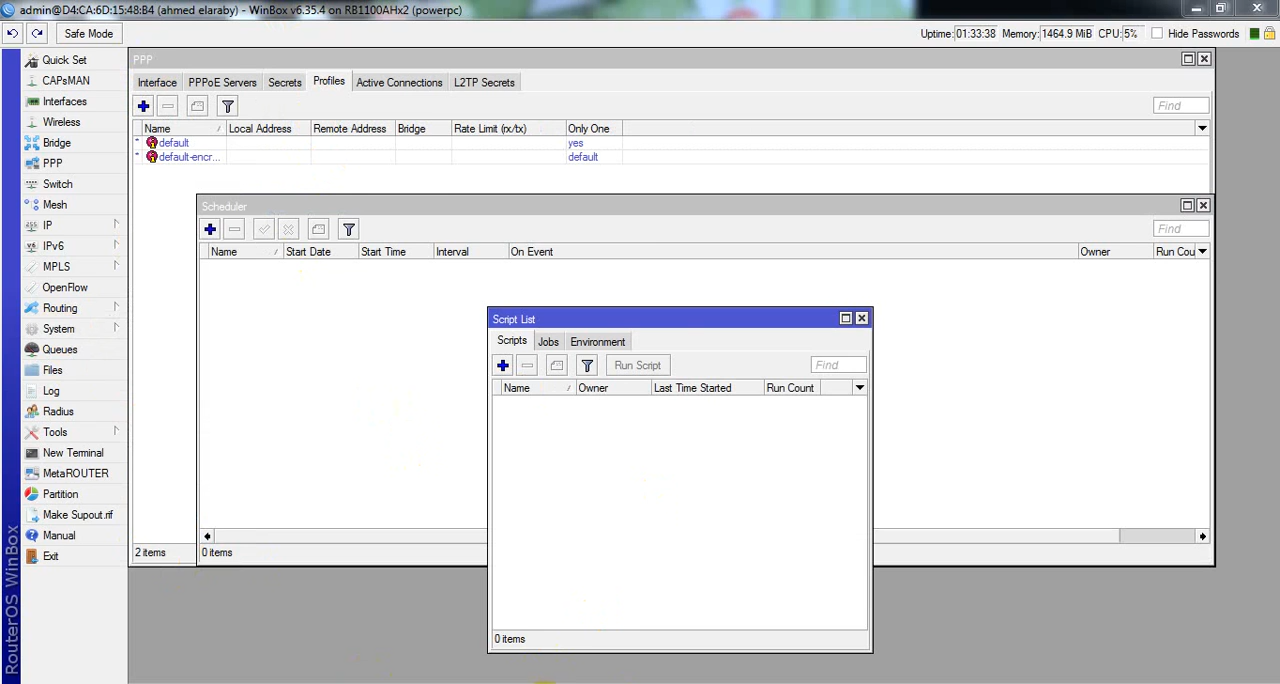 admin@D4:CA:6D:15:48:B4 (ahmed elaraby) - WinBox v6.35.4 on RB1100AHx2 (powerpc)
Safe Mode
Uptime: 01:33:38 Memory: 1464.9 MiB CPU: 5% Hide Passwords
Quick Set
CAPsMAN
Interfaces
Wireless
Bridge
PPP
Switch
Mesh
IP
IPv6
MPLS
OpenFlow
Routing
System
Queues
Files
Log
Radius
Tools
New Terminal
MetaROUTER
Partition
Make Supout.rif
Manual
Exit
RouterOS WinBox
PPP
Interface PPPoE Servers Secrets Profiles Active Connections L2TP Secrets
Find
Name Local Address Remote Address Bridge Rate Limit (rx/tx) Only One
* default yes
* default-encr... default
2 items
Scheduler
Find
Name Start Date Start Time Interval On Event Owner Run Cou
0 items
Script List
Scripts Jobs Environment
Run Script Find
Name Owner Last Time Started Run Count
0 items